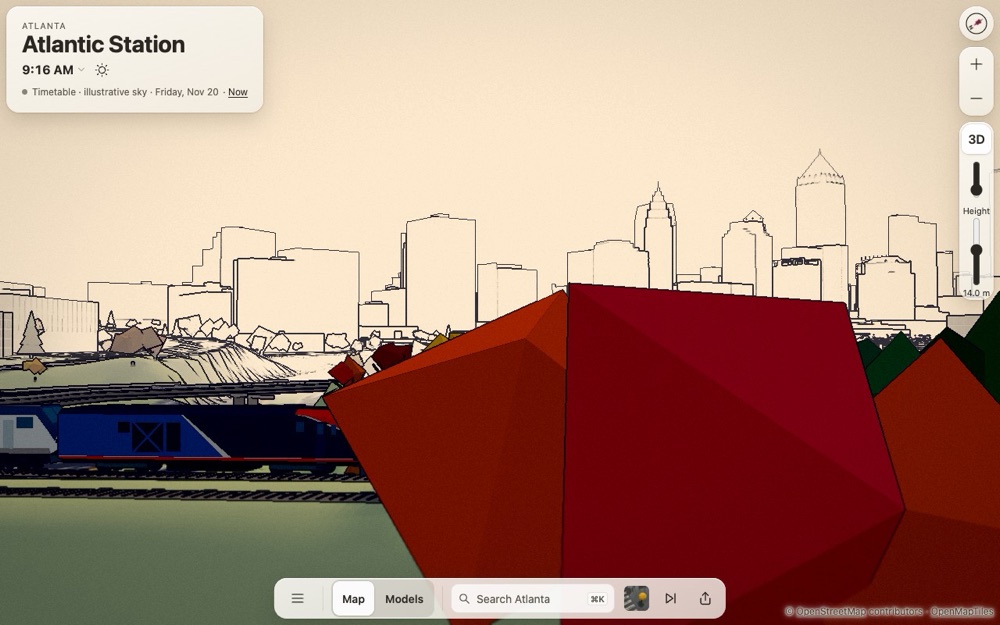 ATLANTA
Atlantic Station
9:16 AM
Timetable · illustrative sky · Friday, Nov 20 · Now
3D
Height
14.0 m
Map
Models
Search Atlanta
⌘K
© OpenStreetMap contributors · OpenMapTiles